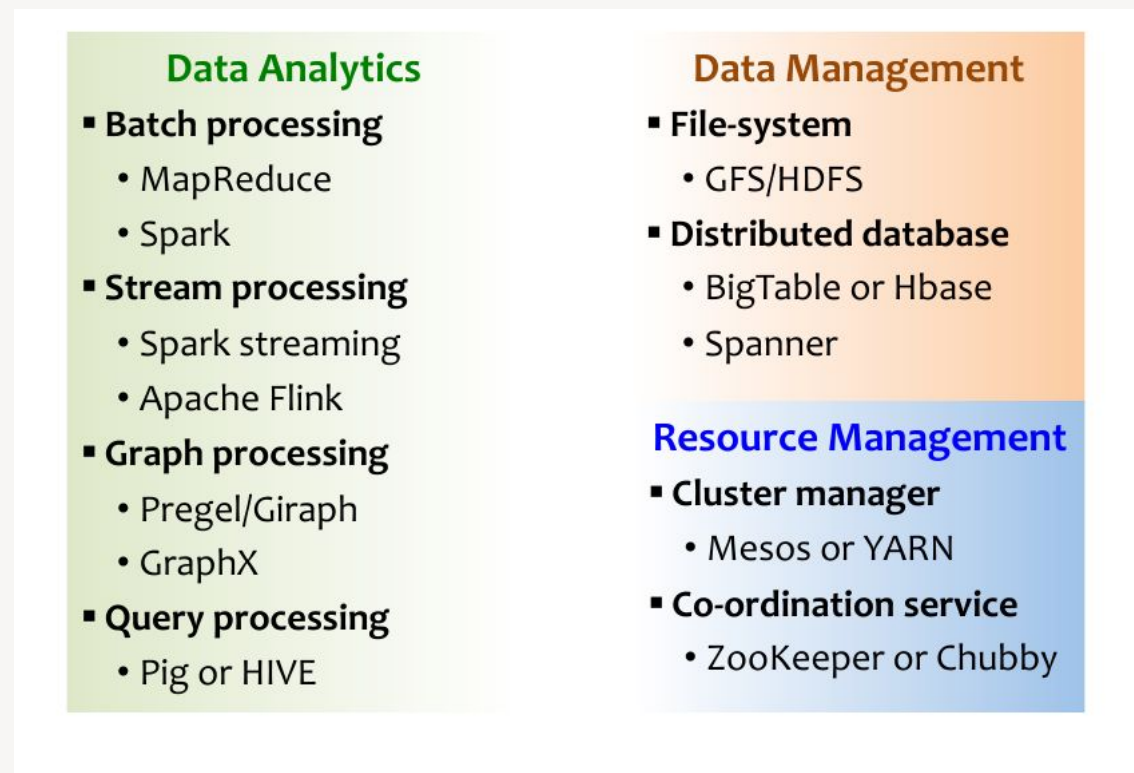 Data Analytics
▪ Batch processing
• MapReduce
• Spark
▪ Stream processing
• Spark streaming
• Apache Flink
▪ Graph processing
• Pregel/Giraph
• GraphX
▪ Query processing
• Pig or HIVE
Data Management
▪ File-system
• GFS/HDFS
▪ Distributed database
• BigTable or Hbase
• Spanner
Resource Management
▪ Cluster manager
• Mesos or YARN
▪ Co-ordination service
• ZooKeeper or Chubby